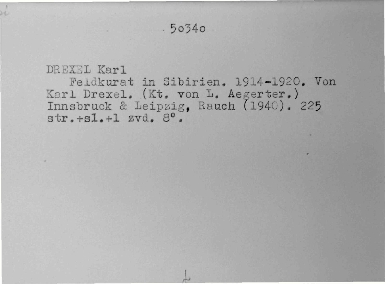 50340
DREXEL Karl
Feldkurat in Sibirien. 1914-1920. Von
Karl Drexel. (Kt. von L. Aegerter.)
Innsbruck & Leipzig, Rauch (1940). 225
str.+sl.+1 zvd. 8°.